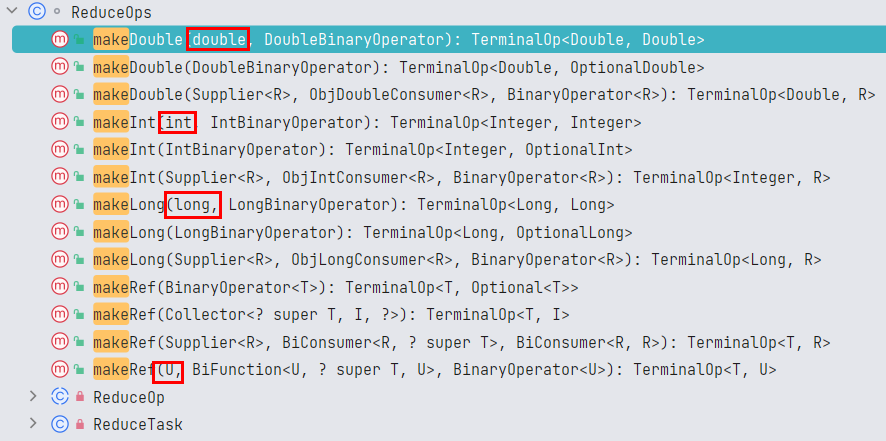 ReduceOps
makeDouble(double, DoubleBinaryOperator): TerminalOp<Double, Double>
makeDouble(DoubleBinaryOperator): TerminalOp<Double, OptionalDouble>
makeDouble(Supplier<R>, ObjDoubleConsumer<R>, BinaryOperator<R>): TerminalOp<Double, R>
makeInt(int, IntBinaryOperator): TerminalOp<Integer, Integer>
makeInt(IntBinaryOperator): TerminalOp<Integer, OptionalInt>
makeInt(Supplier<R>, ObjIntConsumer<R>, BinaryOperator<R>): TerminalOp<Integer, R>
makeLong(long, LongBinaryOperator): TerminalOp<Long, Long>
makeLong(LongBinaryOperator): TerminalOp<Long, OptionalLong>
makeLong(Supplier<R>, ObjLongConsumer<R>, BinaryOperator<R>): TerminalOp<Long, R>
makeRef(BinaryOperator<T>): TerminalOp<T, Optional<T>>
makeRef(Collector<? super T, I, ?>): TerminalOp<T, I>
makeRef(Supplier<R>, BiConsumer<R, ? super T>, BiConsumer<R, R>): TerminalOp<T, R>
makeRef(U, BiFunction<U, ? super T, U>, BinaryOperator<U>): TerminalOp<T, U>
ReduceOp
ReduceTask